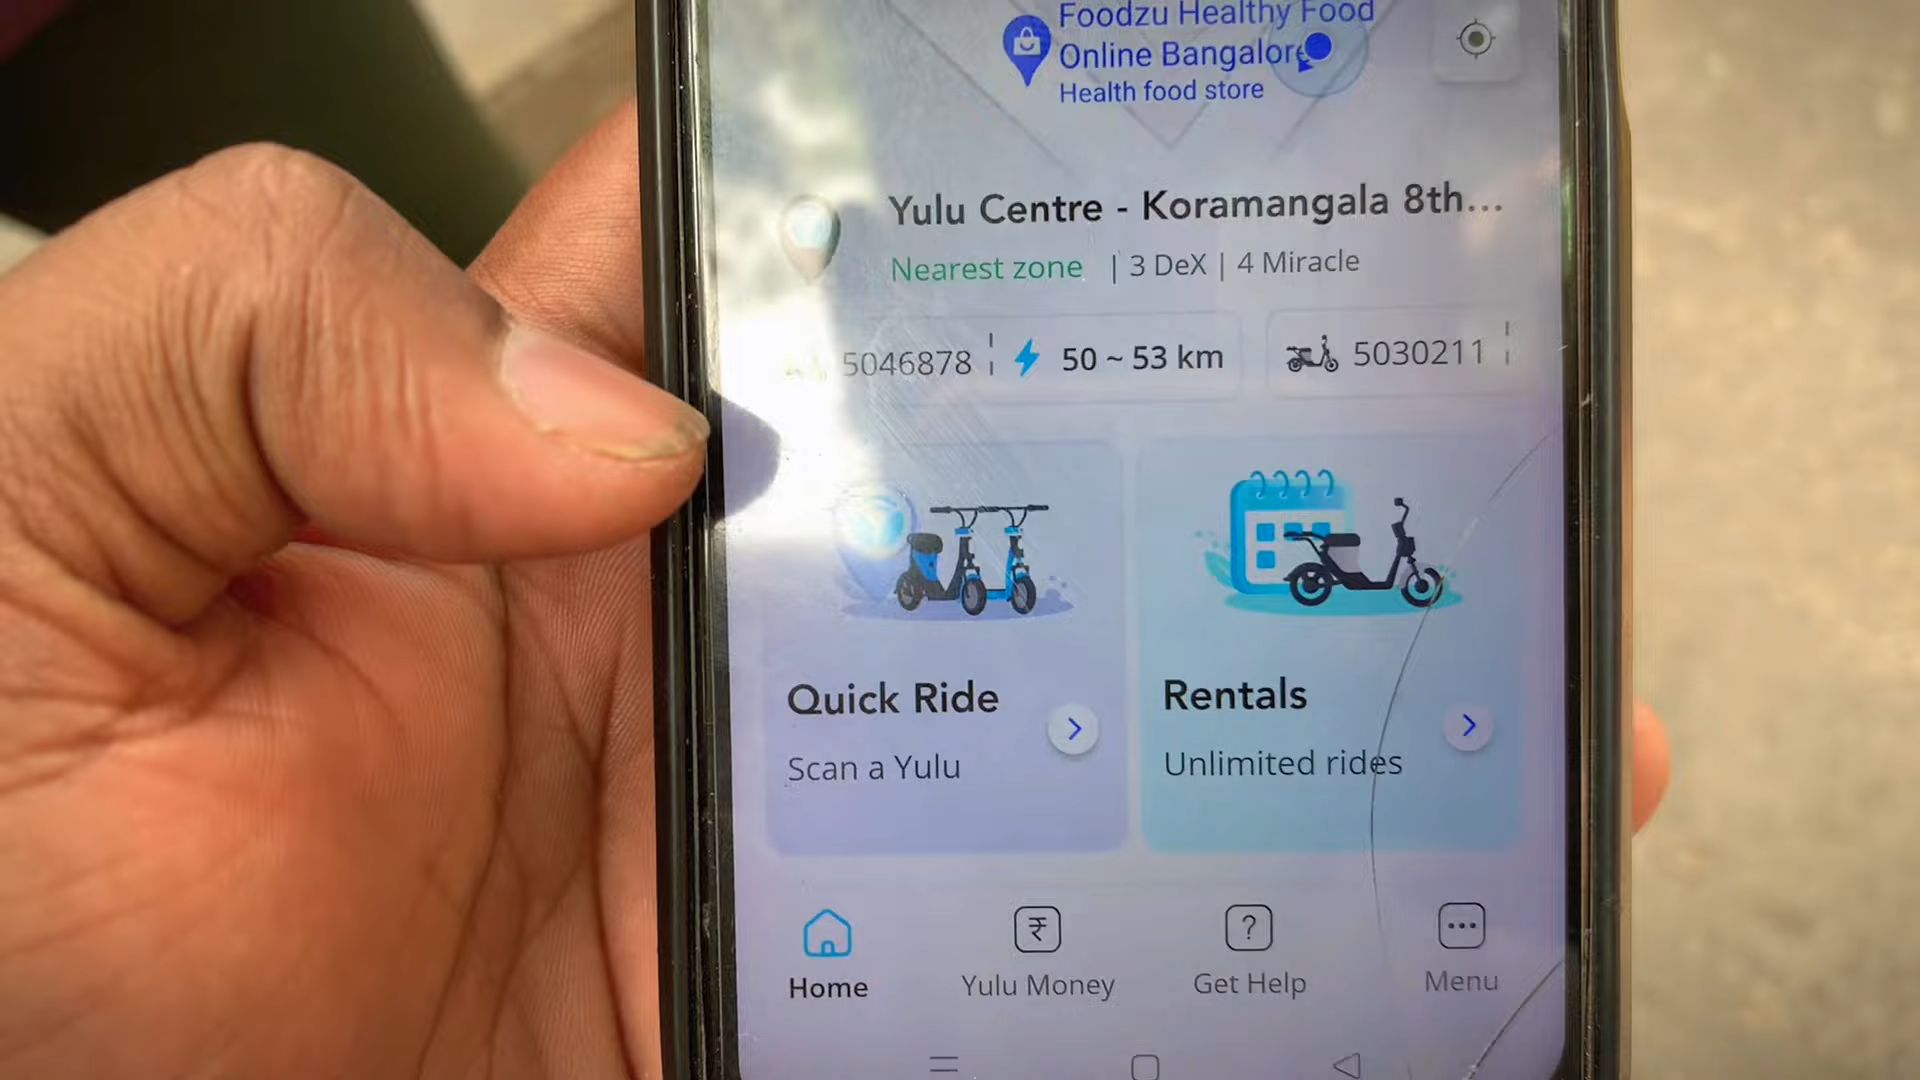 Foodzu Healthy Food
Online Bangalore
Health food store
Yulu Centre - Koramangala 8th...
Nearest zone | 3 DeX | 4 Miracle
5046878 50 ~ 53 km 5030211
Quick Ride Rentals
Scan a Yulu Unlimited rides
Home Yulu Money Get Help Menu